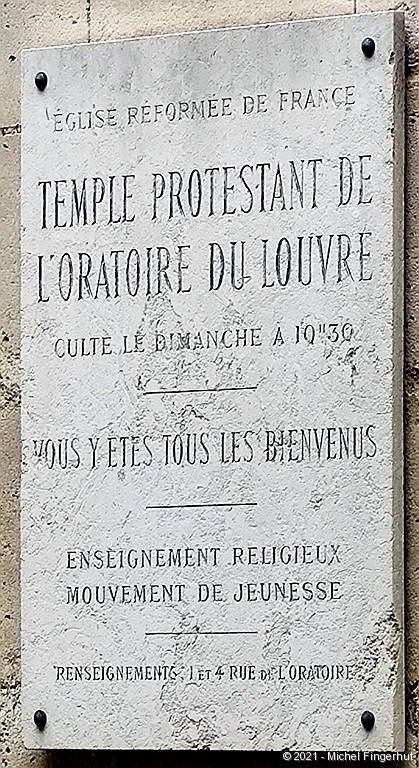 ÉGLISE RÉFORMÉE DE FRANCE
TEMPLE PROTESTANT DE
L'ORATOIRE DU LOUVRE
CULTE LE DIMANCHE A 10H30
VOUS Y ETES TOUS LES BIENVENUS
ENSEIGNEMENT RELIGIEUX
MOUVEMENT DE JEUNESSE
RENSEIGNEMENTS : 1 ET 4 RUE DE L'ORATOIRE
© 2021 - Michel Fingerhut